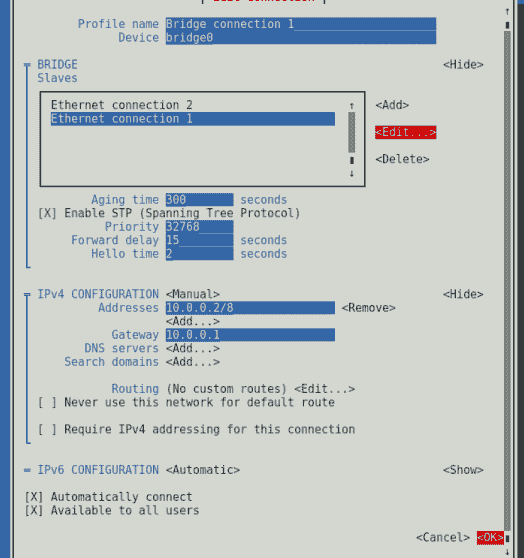 Edit Connection
Profile name Bridge connection 1
Device bridge0
BRIDGE <Hide>
Slaves
Ethernet connection 2
Ethernet connection 1
<Add>
<Edit...>
<Delete>
Aging time 300 seconds
[X] Enable STP (Spanning Tree Protocol)
Priority 32768
Forward delay 15 seconds
Hello time 2 seconds
IPv4 CONFIGURATION <Manual> <Hide>
Addresses 10.0.0.2/8 <Remove>
<Add...>
Gateway 10.0.0.1
DNS servers <Add...>
Search domains <Add...>
Routing (No custom routes) <Edit...>
[ ] Never use this network for default route
[ ] Require IPv4 addressing for this connection
IPv6 CONFIGURATION <Automatic> <Show>
[X] Automatically connect
[X] Available to all users
<Cancel> <OK>